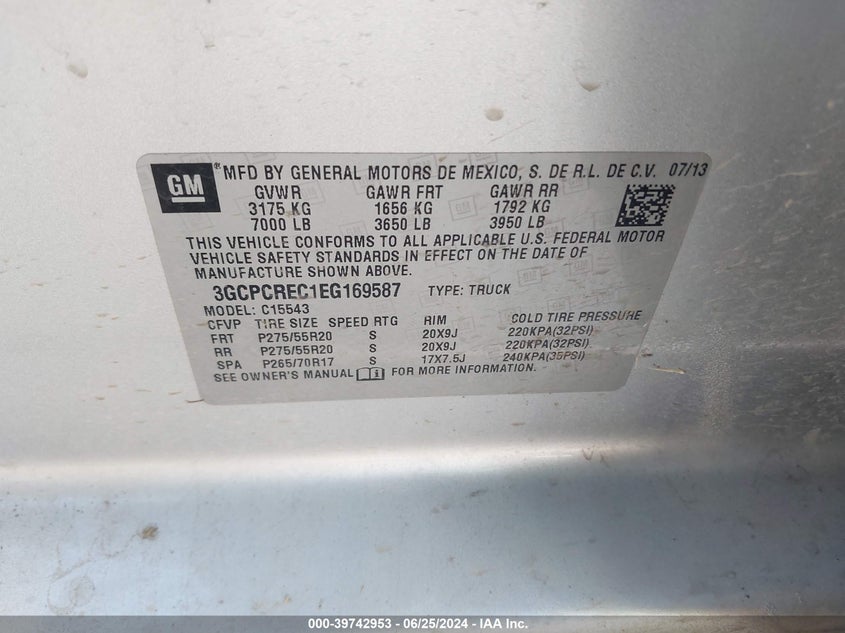 GM® MFD BY GENERAL MOTORS DE MEXICO, S. DE R.L. DE C.V. 07/13
GVWR GAWR FRT GAWR RR
3175 KG 1656 KG 1792 KG
7000 LB 3650 LB 3950 LB
THIS VEHICLE CONFORMS TO ALL APPLICABLE U.S. FEDERAL MOTOR
VEHICLE SAFETY STANDARDS IN EFFECT ON THE DATE OF
MANUFACTURE SHOWN ABOVE.
3GCPCREC1EG169587 TYPE: TRUCK
MODEL: C15543
CFVP TIRE SIZE SPEED RTG RIM COLD TIRE PRESSURE
FRT P275/55R20 S 20X9J 220KPA(32PSI)
RR P275/55R20 S 20X9J 220KPA(32PSI)
SPA P265/70R17 S 17X7.5J 240KPA(35PSI)
SEE OWNER'S MANUAL FOR MORE INFORMATION.
000-39742953 - 06/25/2024 - IAA Inc.